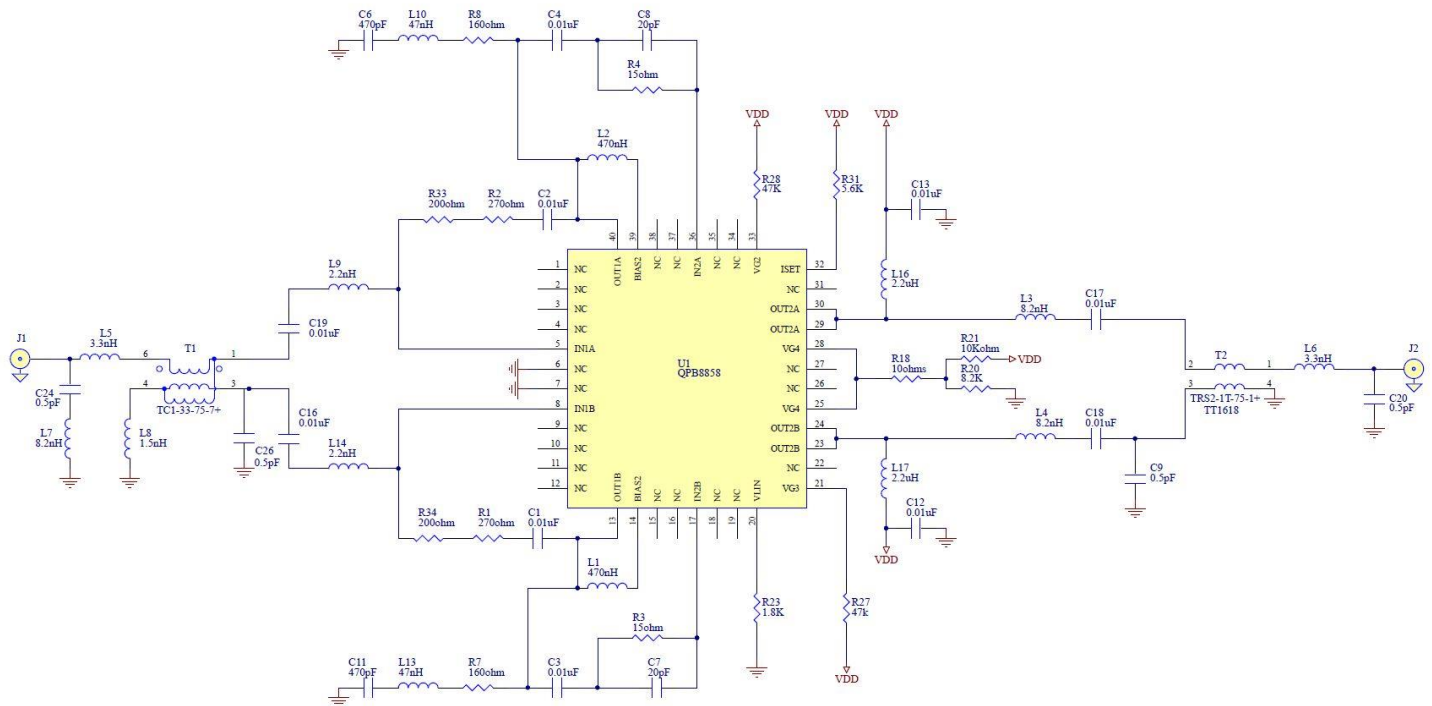 C6
470pF
L10
47nH
R8
160ohm
C4
0.01uF
C8
20pF
R4
15ohm
L2
470nH
R33
200ohm
R2
270ohm
C2
0.01uF
VDD
VDD
VDD
R28
47K
R31
5.6K
C13
0.01uF
L16
2.2uH
40
39
38
37
36
35
34
33
OUT1A
BIAS2
NC
NC
IN2A
NC
NC
VG2
1 NC
2 NC
3 NC
4 NC
5 IN1A
6 NC
7 NC
8 IN1B
9 NC
10 NC
11 NC
12 NC
U1
QPB8858
ISET 32
NC 31
OUT2A 30
OUT2A 29
VG4 28
NC 27
NC 26
VG4 25
OUT2B 24
OUT2B 23
NC 22
VG3 21
OUT1B
BIAS2
NC
NC
IN2B
NC
NC
VLIN
13
14
15
16
17
18
19
20
L9
2.2nH
C19
0.01uF
J1
L5
3.3nH
T1
6
1
4
3
TC1-33-75-7+
C24
0.5pF
L7
8.2nH
L8
1.5nH
C26
0.5pF
C16
0.01uF
L14
2.2nH
R34
200ohm
R1
270ohm
C1
0.01uF
L1
470nH
R3
15ohm
C11
470pF
L13
47nH
R7
160ohm
C3
0.01uF
C7
20pF
R23
1.8K
R27
47k
VDD
R18
10ohms
R21
10Kohm
VDD
R20
8.2K
L3
8.2nH
C17
0.01uF
L4
8.2nH
C18
0.01uF
L17
2.2uH
C12
0.01uF
VDD
C9
0.5pF
2
T2
1
3
4
TRS2-1T-75-1+
TT1618
L6
3.3nH
J2
C20
0.5pF